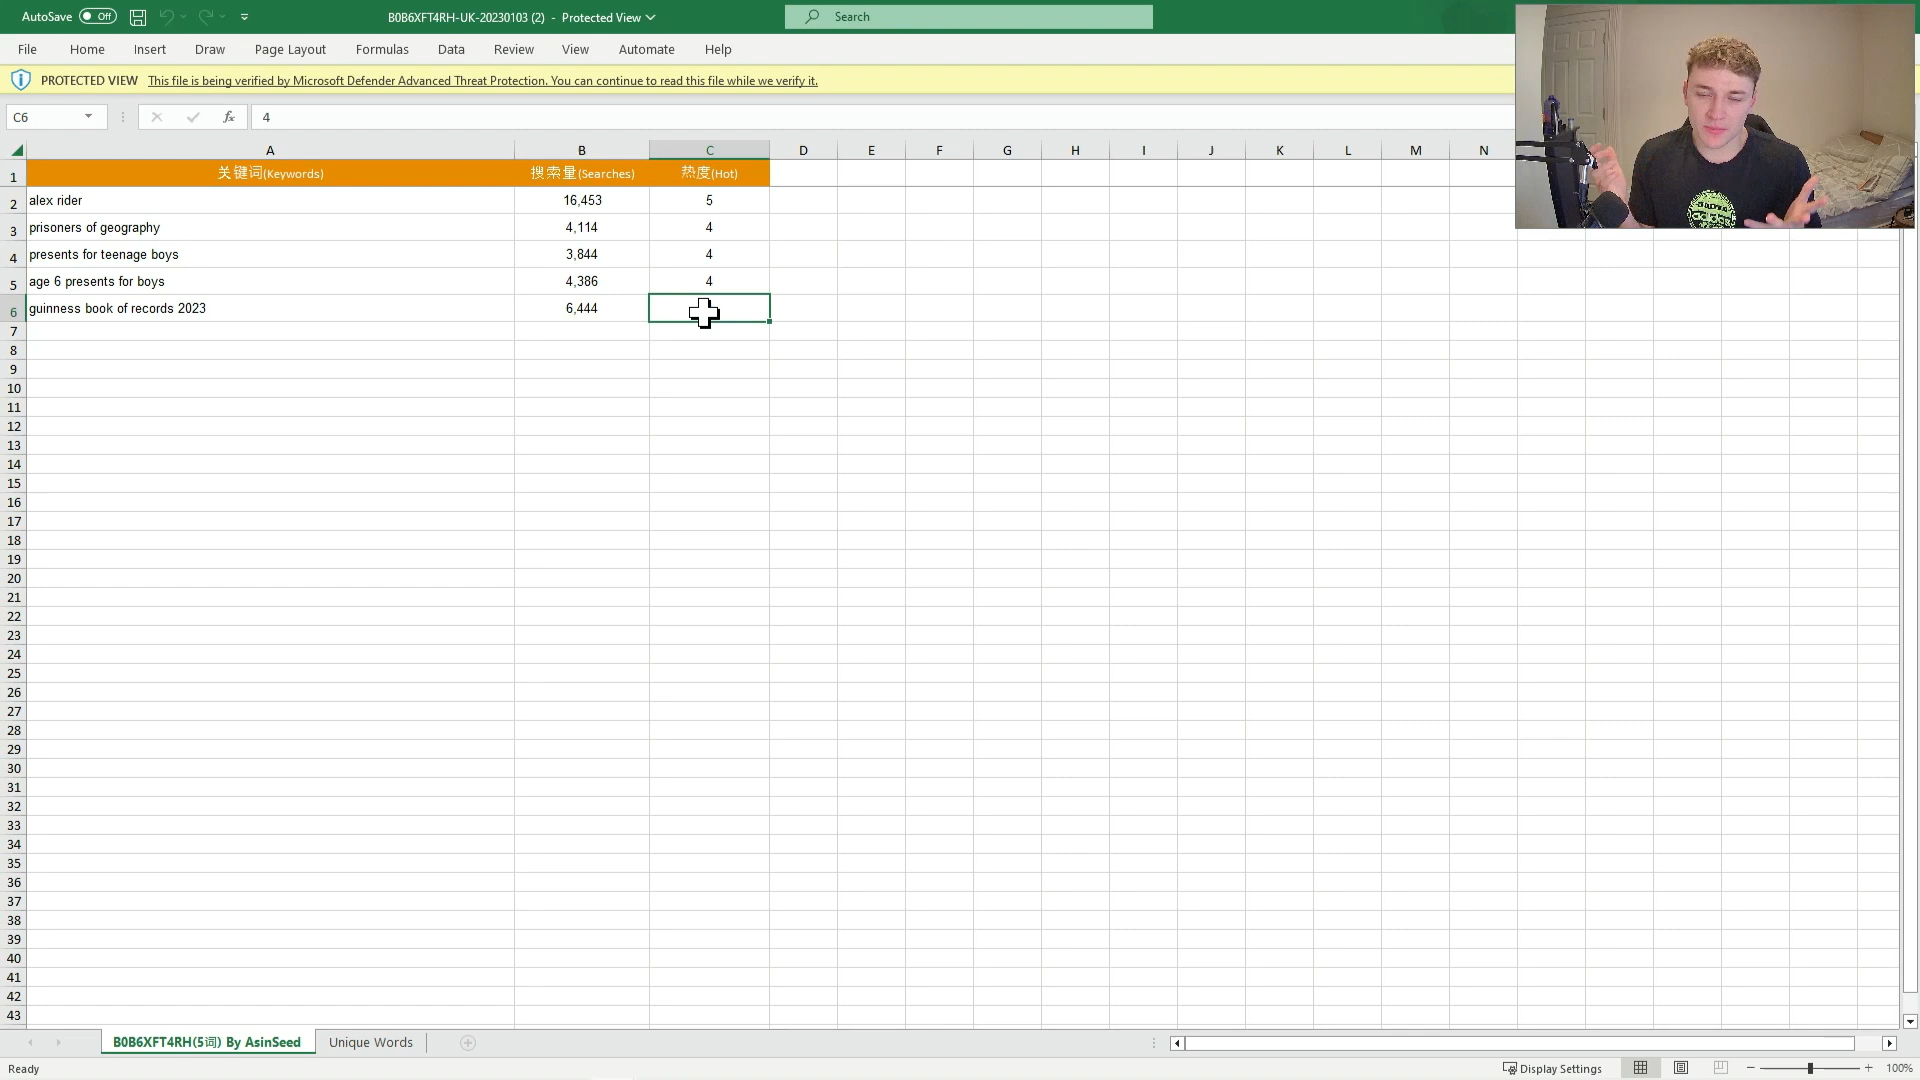 AutoSave Off B0B6XFT4RH-UK-20230103 (2) - Protected View Search
File Home Insert Draw Page Layout Formulas Data Review View Automate Help
PROTECTED VIEW This file is being verified by Microsoft Defender Advanced Threat Protection. You can continue to read this file while we verify it.
C6 fx 4
A B C D E F G H I J K L M N
1 关键词(Keywords) 搜索量(Searches) 热度(Hot)
2 alex rider 16,453 5
3 prisoners of geography 4,114 4
4 presents for teenage boys 3,844 4
5 age 6 presents for boys 4,386 4
6 guinness book of records 2023 6,444
7
8
9
10
11
12
13
14
15
16
17
18
19
20
21
22
23
24
25
26
27
28
29
30
31
32
33
34
35
36
37
38
39
40
41
42
43
B0B6XFT4RH(5词) By AsinSeed Unique Words
Ready Display Settings 100%